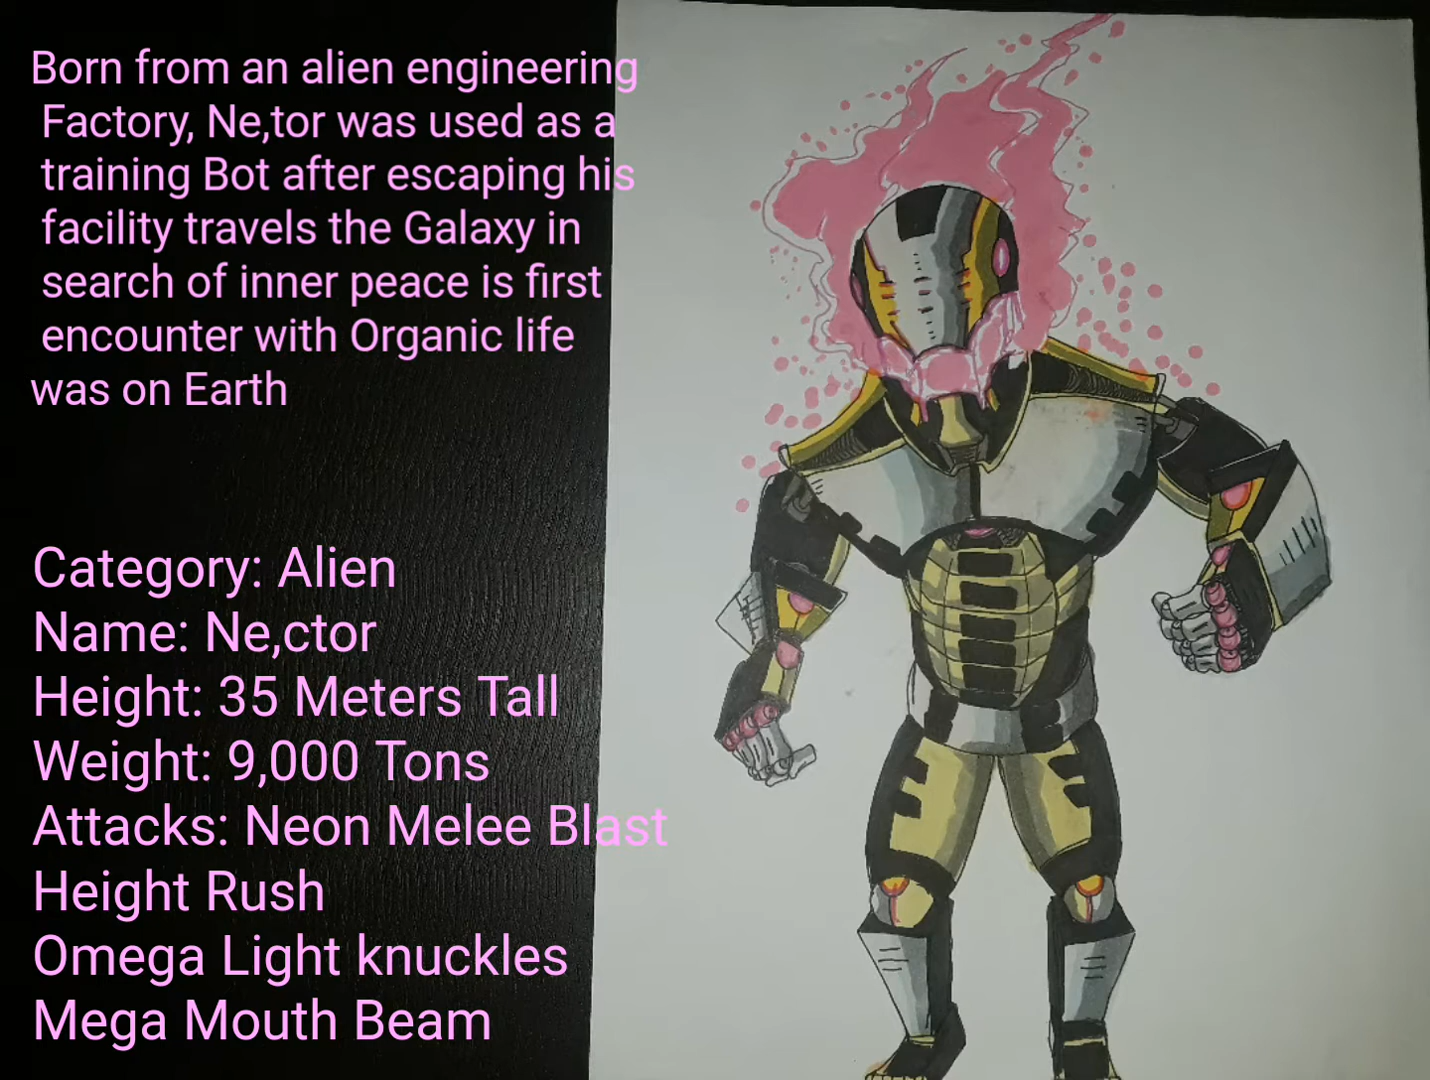 Born from an alien engineering
Factory, Ne,tor was used as a
training Bot after escaping his
facility travels the Galaxy in
search of inner peace is first
encounter with Organic life
was on Earth
Category: Alien
Name: Ne,ctor
Height: 35 Meters Tall
Weight: 9,000 Tons
Attacks: Neon Melee Blast
Height Rush
Omega Light knuckles
Mega Mouth Beam